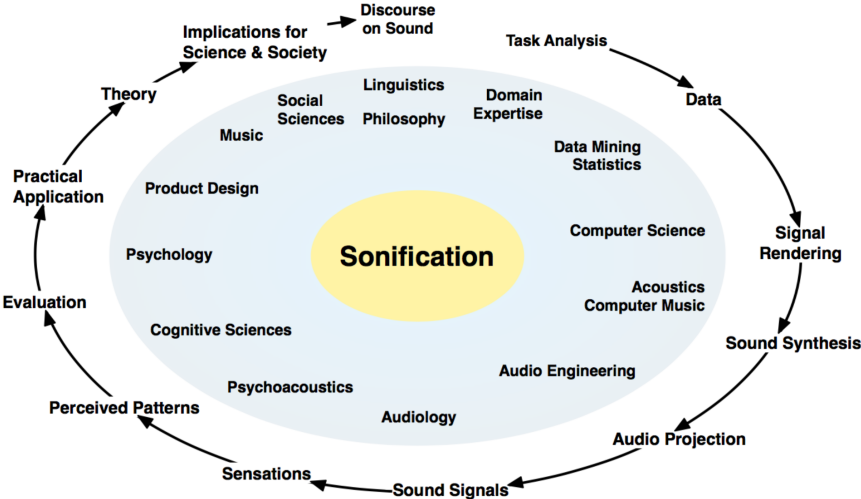 Discourse
on Sound
Implications for
Science & Society
Task Analysis
Theory
Data
Linguistics
Philosophy
Social
Sciences
Domain
Expertise
Music
Data Mining
Statistics
Practical
Application
Product Design
Signal
Rendering
Computer Science
Psychology
Sonification
Acoustics
Computer Music
Evaluation
Cognitive Sciences
Sound Synthesis
Audio Engineering
Psychoacoustics
Perceived Patterns
Audiology
Audio Projection
Sensations
Sound Signals